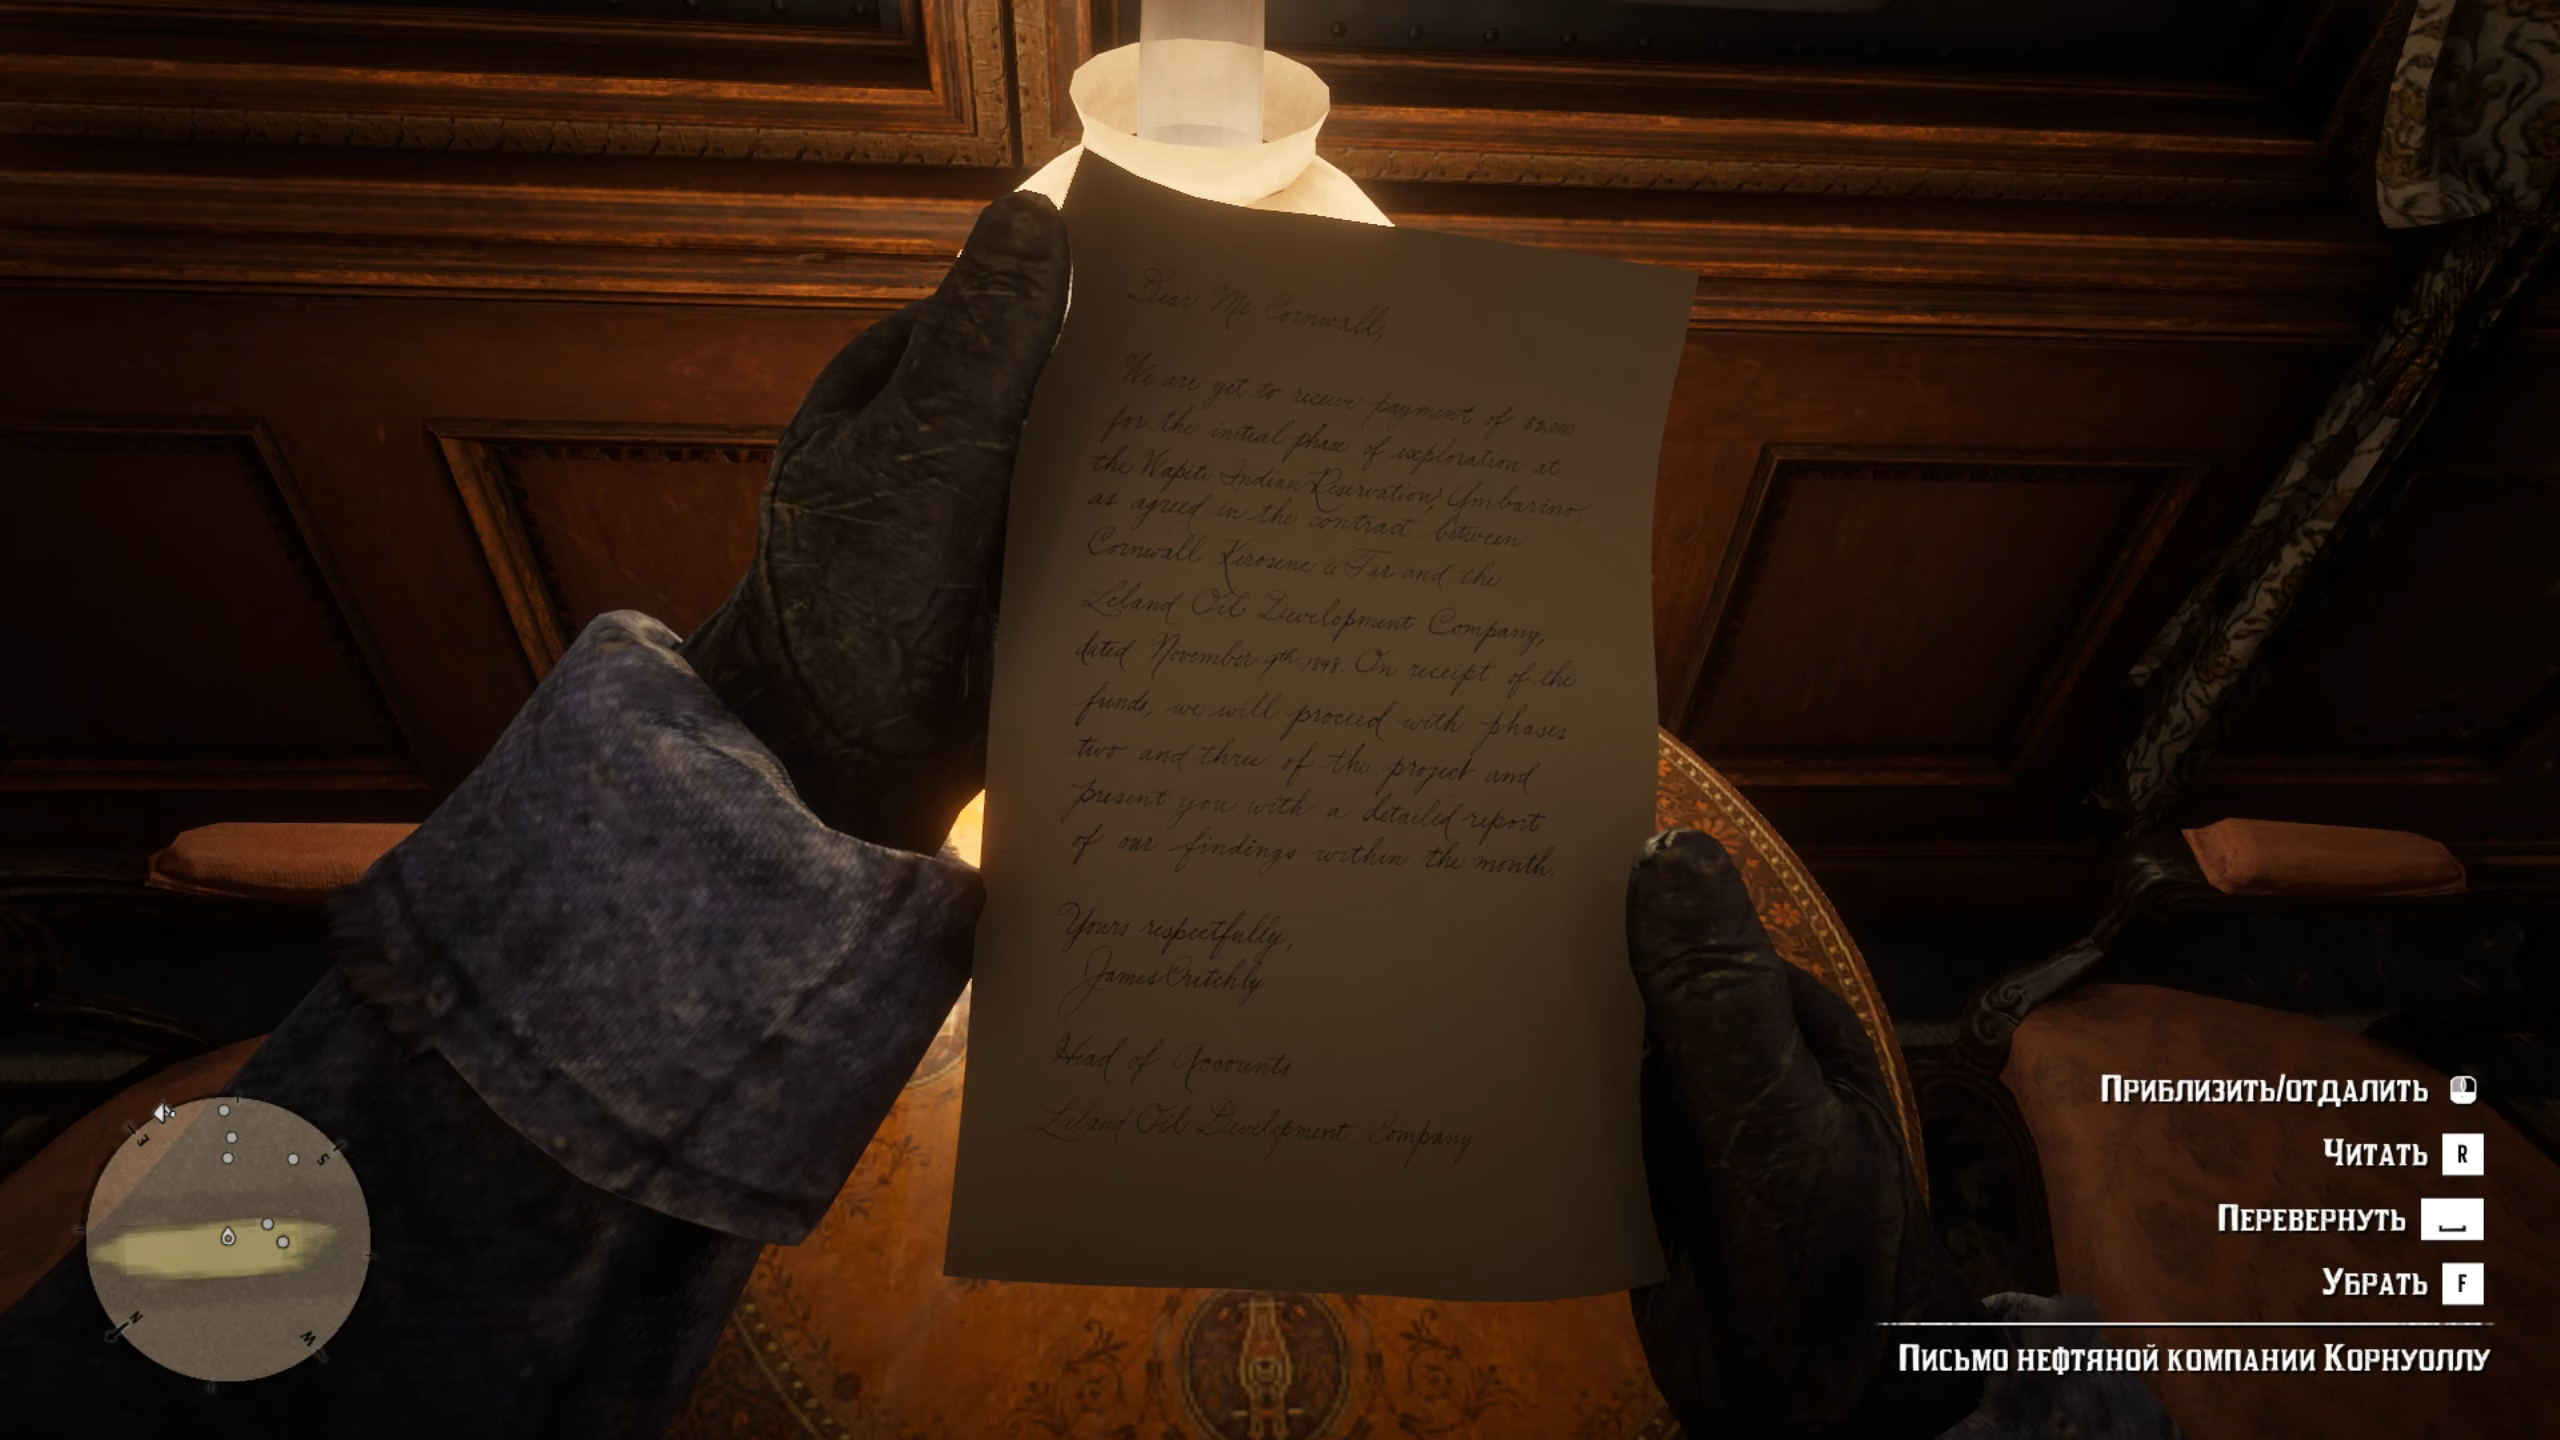 Dear Mr Cornwall,
We are yet to receive payment of $2,000
for the initial phase of exploration at
the Wapiti Indian Reservation, Ambarino,
as agreed in the contract between
Cornwall Kerosene & Tar and the
Leland Oil Development Company,
dated November 9th 1898. On receipt of the
funds, we will proceed with phases
two and three of the project and
present you with a detailed report
of our findings within the month.
Yours respectfully,
James Critchly
Head of Accounts
Leland Oil Development Company
E
S
N
W
Приблизить/отдалить
Читать R
Перевернуть
Убрать F
Письмо нефтяной компании Корнуоллу